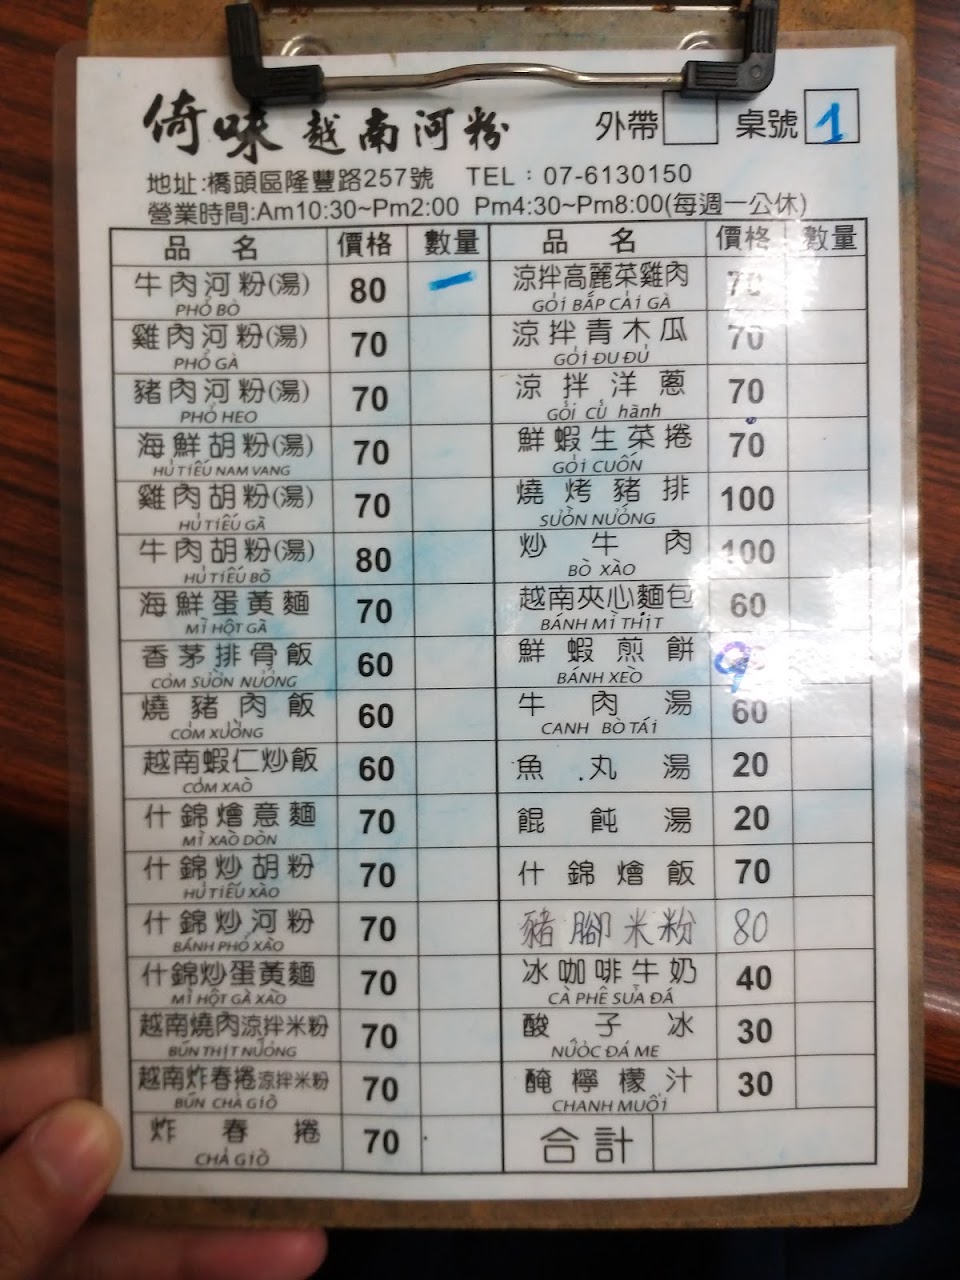 倚味越南河粉 外帶 桌號 1
地址:橋頭區隆豐路257號 TEL：07-6130150
營業時間:Am10:30~Pm2:00 Pm4:30~Pm8:00(每週一公休)
品名 價格 數量 品名 價格 數量
牛肉河粉(湯) 80 一 涼拌高麗菜雞肉 70
PHỞ BÒ GỎI BẮP CẢI GÀ
雞肉河粉(湯) 70 涼拌青木瓜 70
PHỞ GÀ GỎI ĐU ĐỦ
豬肉河粉(湯) 70 涼拌洋蔥 70
PHỞ HEO GỎI CỦ hành
海鮮胡粉(湯) 70 鮮蝦生菜捲 70
HỦ TIẾU NAM VANG GỎI CUỐN
雞肉胡粉(湯) 70 燒烤豬排 100
HỦ TIẾU GÀ SƯỜN NƯỚNG
牛肉胡粉(湯) 80 炒牛肉 100
HỦ TIẾU BÒ BÒ XÀO
海鮮蛋黃麵 70 越南夾心麵包 60
MÌ HỘT GÀ BÁNH MÌ THỊT
香茅排骨飯 60 鮮蝦煎餅
CƠM SƯỜN NƯỚNG BÁNH XÈO
燒豬肉飯 60 牛肉湯 60
CƠM XƯỜNG CANH BÒ TÁI
越南蝦仁炒飯 60 魚丸湯 20
CƠM XAÒ
什錦燴意麵 70 餛飩湯 20
MÌ XAÒ DÒN
什錦炒胡粉 70 什錦燴飯 70
HỦ TIẾU XÀO
什錦炒河粉 70 豬腳米粉 80
BÁNH PHỞ XÀO
什錦炒蛋黃麵 70 冰咖啡牛奶 40
MÌ HỘT GÀ XÀO CÀ PHÊ SỮA ĐÁ
越南燒肉涼拌米粉 70 酸子冰 30
BÚN THỊT NƯỚNG NƯỚC ĐÁ ME
越南炸春捲涼拌米粉 70 醃檸檬汁 30
BÚN CHẢ GIÒ CHANH MUỐI
炸春捲 70 合計
CHẢ GIÒ